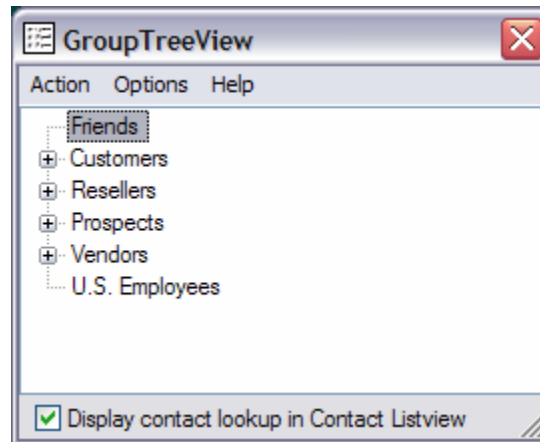 GroupTreeView
Action Options Help
Friends
Customers
Resellers
Prospects
Vendors
U.S. Employees
Display contact lookup in Contact Listview